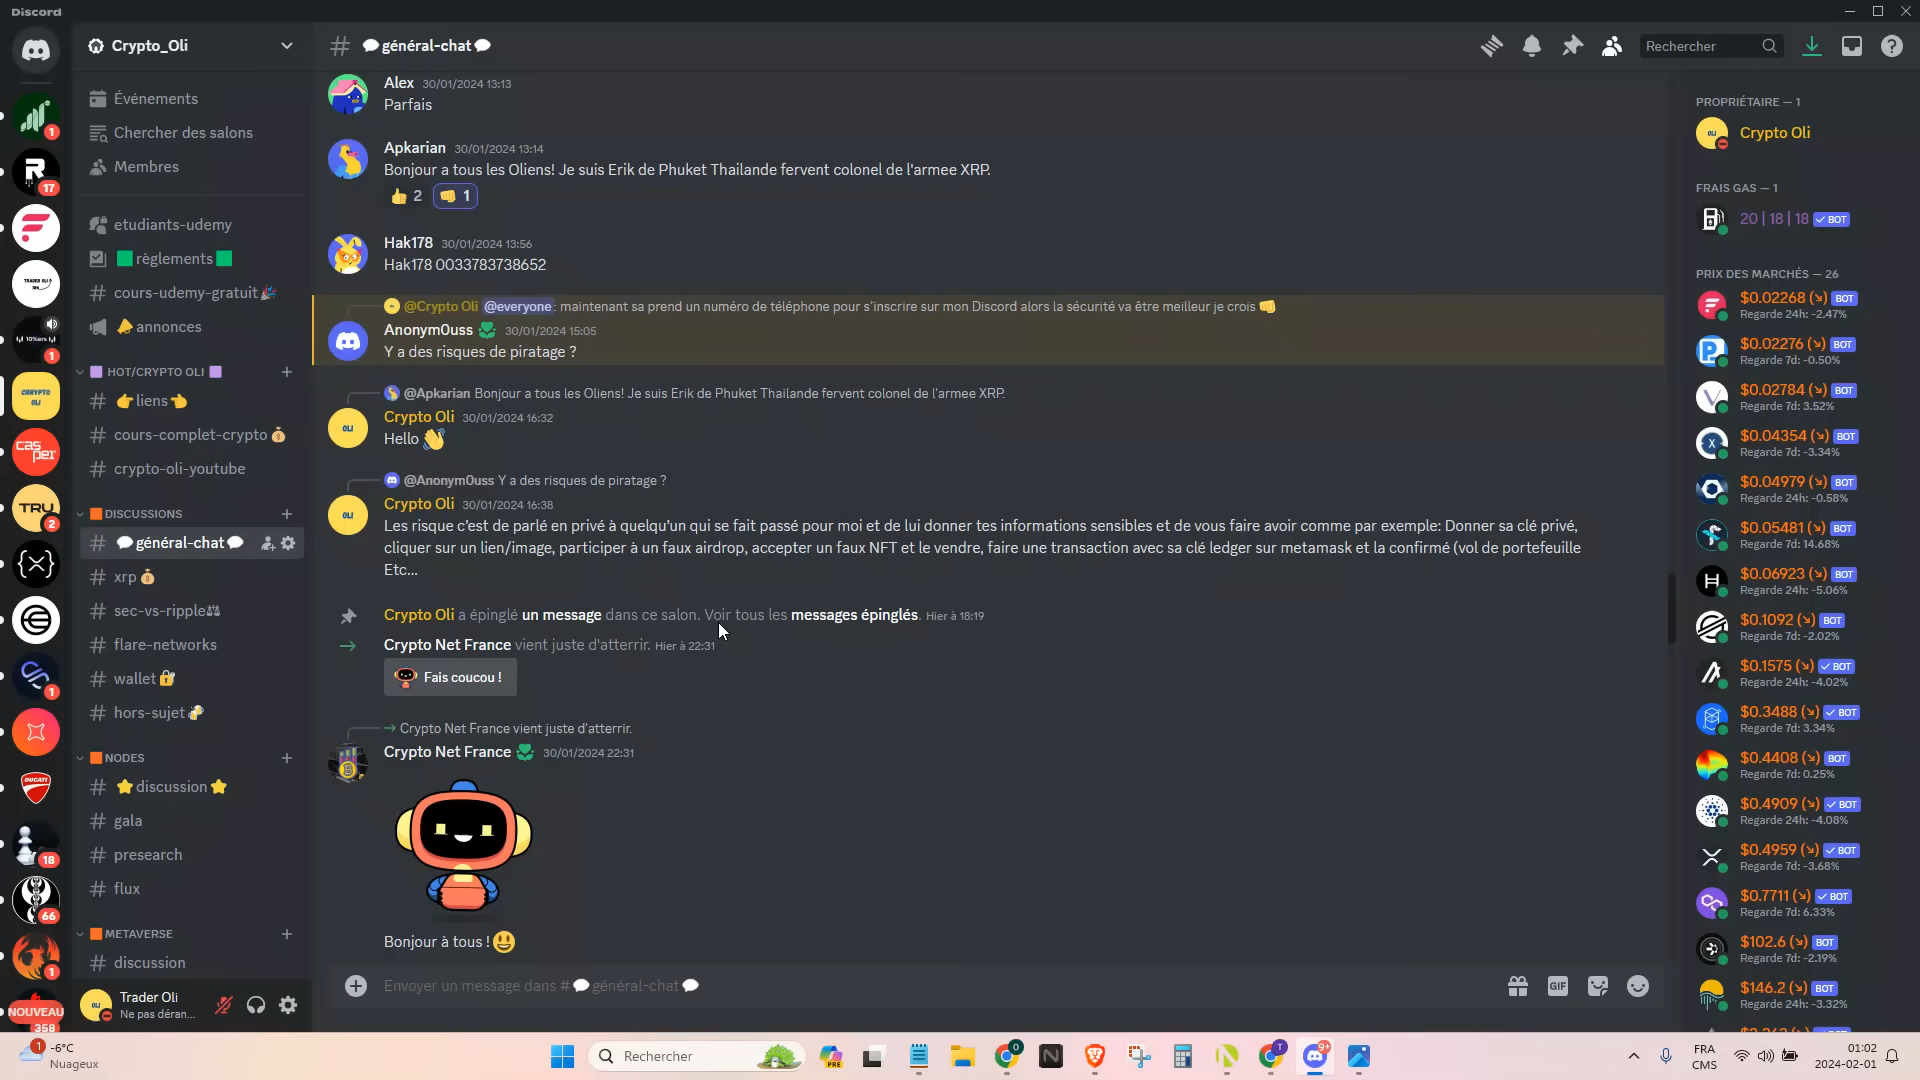 Discord
Crypto_Oli
Événements
Chercher des salons
Membres
etudiants-udemy
règlements
cours-udemy-gratuit
annonces
HOT/CRYPTO OLI
liens
cours-complet-crypto
crypto-oli-youtube
DISCUSSIONS
général-chat
xrp
sec-vs-ripple
flare-networks
wallet
hors-sujet
NODES
discussion
gala
presearch
flux
METAVERSE
discussion
Trader Oli
Ne pas déran...
1
17
1
CRRYPTO
OLI
Casper
TRU
2
1
DUCATI
18
66
1
NOUVEAU
358
# général-chat
Rechercher
Alex 30/01/2024 13:13
Parfais
Apkarian 30/01/2024 13:14
Bonjour a tous les Oliens! Je suis Erik de Phuket Thailande fervent colonel de l'armee XRP.
2 1
Hak178 30/01/2024 13:56
Hak178 0033783738652
@Crypto Oli @everyone: maintenant sa prend un numéro de téléphone pour s'inscrire sur mon Discord alors la sécurité va être meilleur je crois
Anonym0uss 30/01/2024 15:05
Y a des risques de piratage ?
@Apkarian Bonjour a tous les Oliens! Je suis Erik de Phuket Thailande fervent colonel de l'armee XRP.
Crypto Oli 30/01/2024 16:32
Hello
@Anonym0uss Y a des risques de piratage ?
Crypto Oli 30/01/2024 16:38
Les risque c'est de parlé en privé à quelqu'un qui se fait passé pour moi et de lui donner tes informations sensibles et de vous faire avoir comme par exemple: Donner sa clé privé,
cliquer sur un lien/image, participer à un faux airdrop, accepter un faux NFT et le vendre, faire une transaction avec sa clé ledger sur metamask et la confirmé (vol de portefeuille
Etc...
Crypto Oli a épinglé un message dans ce salon. Voir tous les messages épinglés. Hier à 18:19
Crypto Net France vient juste d'atterrir. Hier à 22:31
Fais coucou !
Crypto Net France vient juste d'atterrir.
Crypto Net France 30/01/2024 22:31
Bonjour à tous !
Envoyer un message dans # général-chat
GIF
PROPRIÉTAIRE — 1
Crypto Oli
FRAIS GAS — 1
20 | 18 | 18 BOT
PRIX DES MARCHÉS — 26
$0.02268 (↘) BOT
Regarde 24h: -2.47%
$0.02276 (↘) BOT
Regarde 7d: -0.50%
$0.02784 (↘) BOT
Regarde 7d: 3.52%
$0.04354 (↘) BOT
Regarde 7d: -3.34%
$0.04979 (↘) BOT
Regarde 24h: -0.58%
$0.05481 (↘) BOT
Regarde 7d: 14.68%
$0.06923 (↘) BOT
Regarde 24h: -5.06%
$0.1092 (↘) BOT
Regarde 7d: -2.02%
$0.1575 (↘) BOT
Regarde 24h: -4.02%
$0.3488 (↘) BOT
Regarde 7d: 3.34%
$0.4408 (↘) BOT
Regarde 7d: 0.25%
$0.4909 (↘) BOT
Regarde 24h: -4.08%
$0.4959 (↘) BOT
Regarde 7d: -3.68%
$0.7711 (↘) BOT
Regarde 7d: 6.33%
$102.6 (↘) BOT
Regarde 7d: -2.19%
$146.2 (↘) BOT
Regarde 24h: -3.32%
1
-6°C
Nuageux
Rechercher
PRE
0
T
9+
FRA
CMS
01:02
2024-02-01